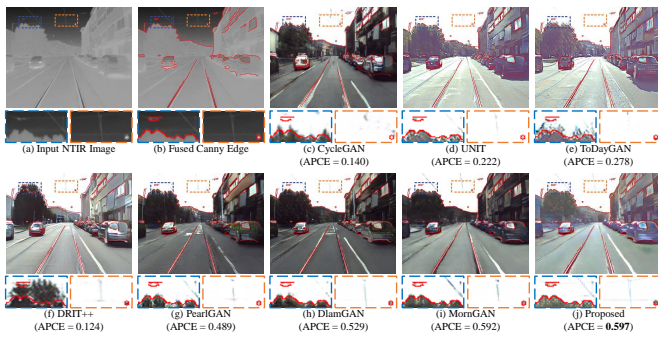 (a) Input NTIR Image
(b) Fused Canny Edge
(c) CycleGAN
(APCE = 0.140)
(d) UNIT
(APCE = 0.222)
(e) ToDayGAN
(APCE = 0.278)
(f) DRIT++
(APCE = 0.124)
(g) PearlGAN
(APCE = 0.489)
(h) DlamGAN
(APCE = 0.529)
(i) MornGAN
(APCE = 0.592)
(j) Proposed
(APCE = 0.597)